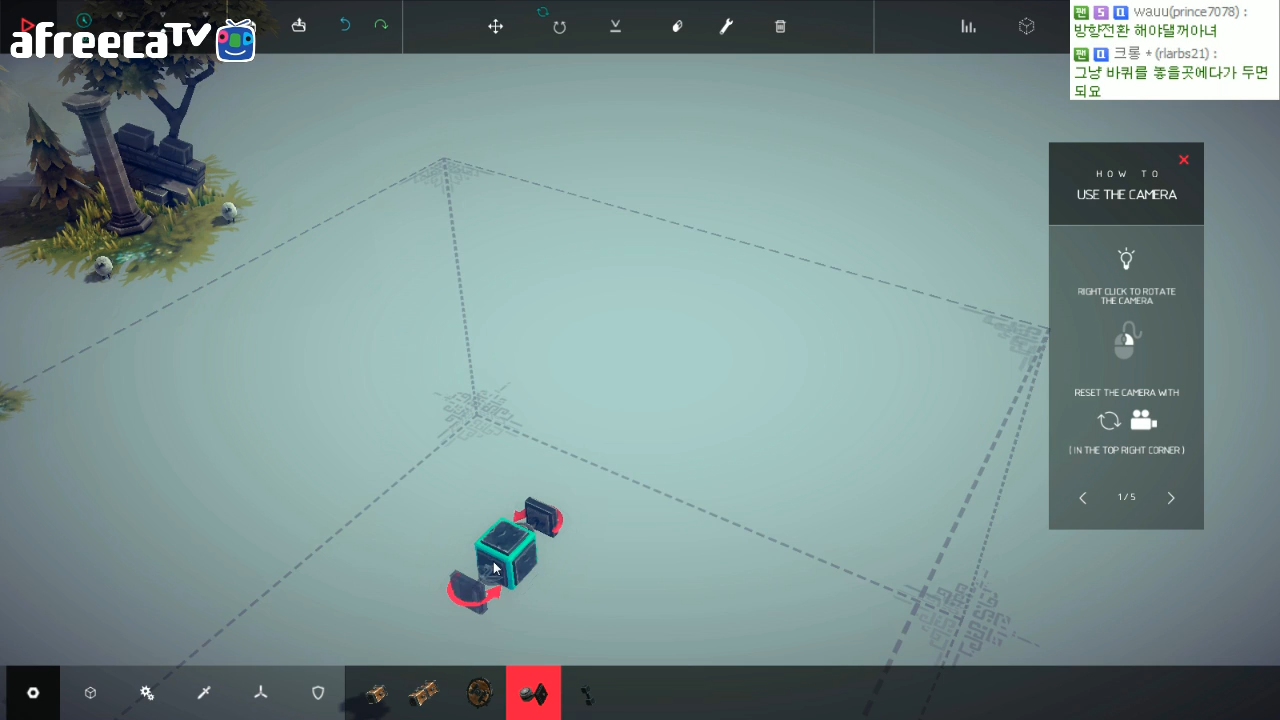 afreecaTV
wauu(prince7078) :
방향전환 해야댈꺼아녀
크롱 * (rlarbs21) :
그냥 바퀴를 놓을곳에다가 두면
되요
HOW TO
USE THE CAMERA
RIGHT CLICK TO ROTATE
THE CAMERA
RESET THE CAMERA WITH
( IN THE TOP RIGHT CORNER )
1/5